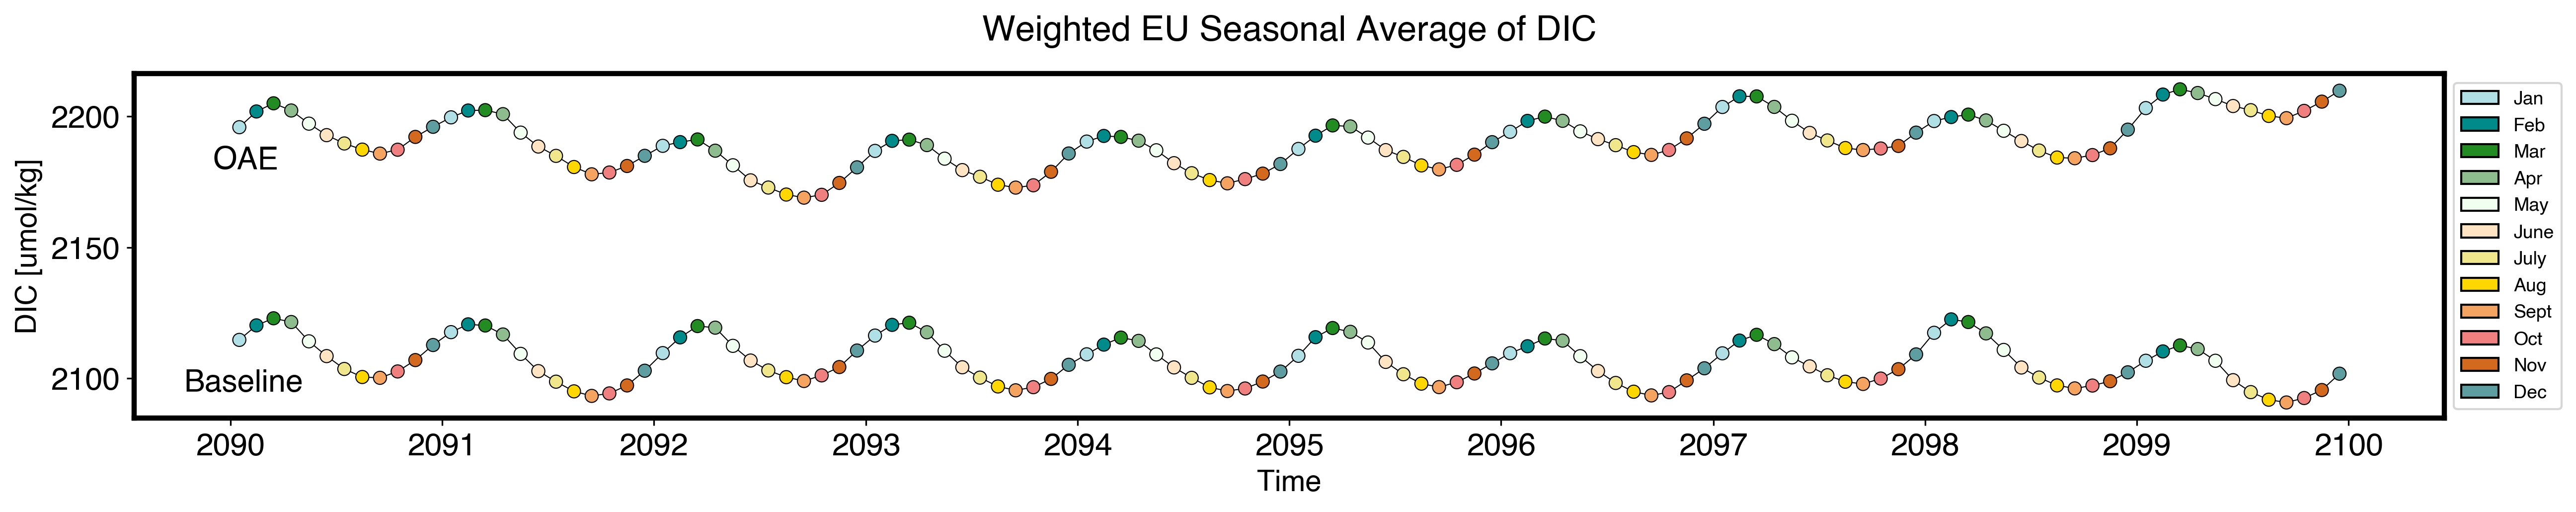 Weighted EU Seasonal Average of DIC
DIC [umol/kg]
2200
2150
2100
OAE
Baseline
2090 2091 2092 2093 2094 2095 2096 2097 2098 2099 2100
Time
Jan
Feb
Mar
Apr
May
June
July
Aug
Sept
Oct
Nov
Dec